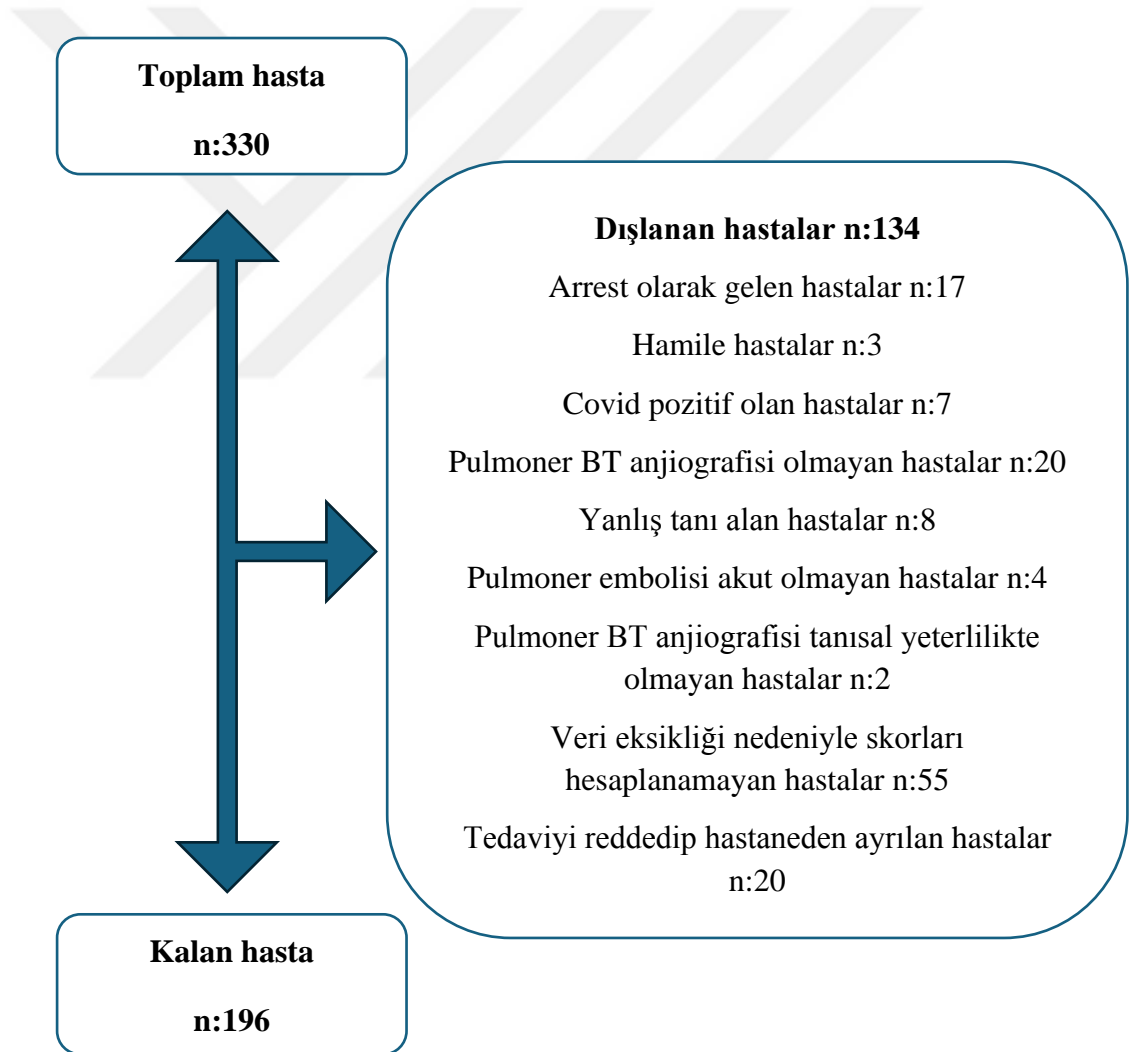 Toplam hasta
n:330
Dışlanan hastalar n:134
Arrest olarak gelen hastalar n:17
Hamile hastalar n:3
Covid pozitif olan hastalar n:7
Pulmoner BT anjiografisi olmayan hastalar n:20
Yanlış tanı alan hastalar n:8
Pulmoner embolisi akut olmayan hastalar n:4
Pulmoner BT anjiografisi tanısal yeterlilikte
olmayan hastalar n:2
Veri eksikliği nedeniyle skorları
hesaplanamayan hastalar n:55
Tedaviyi reddedip hastaneden ayrılan hastalar
n:20
Kalan hasta
n:196